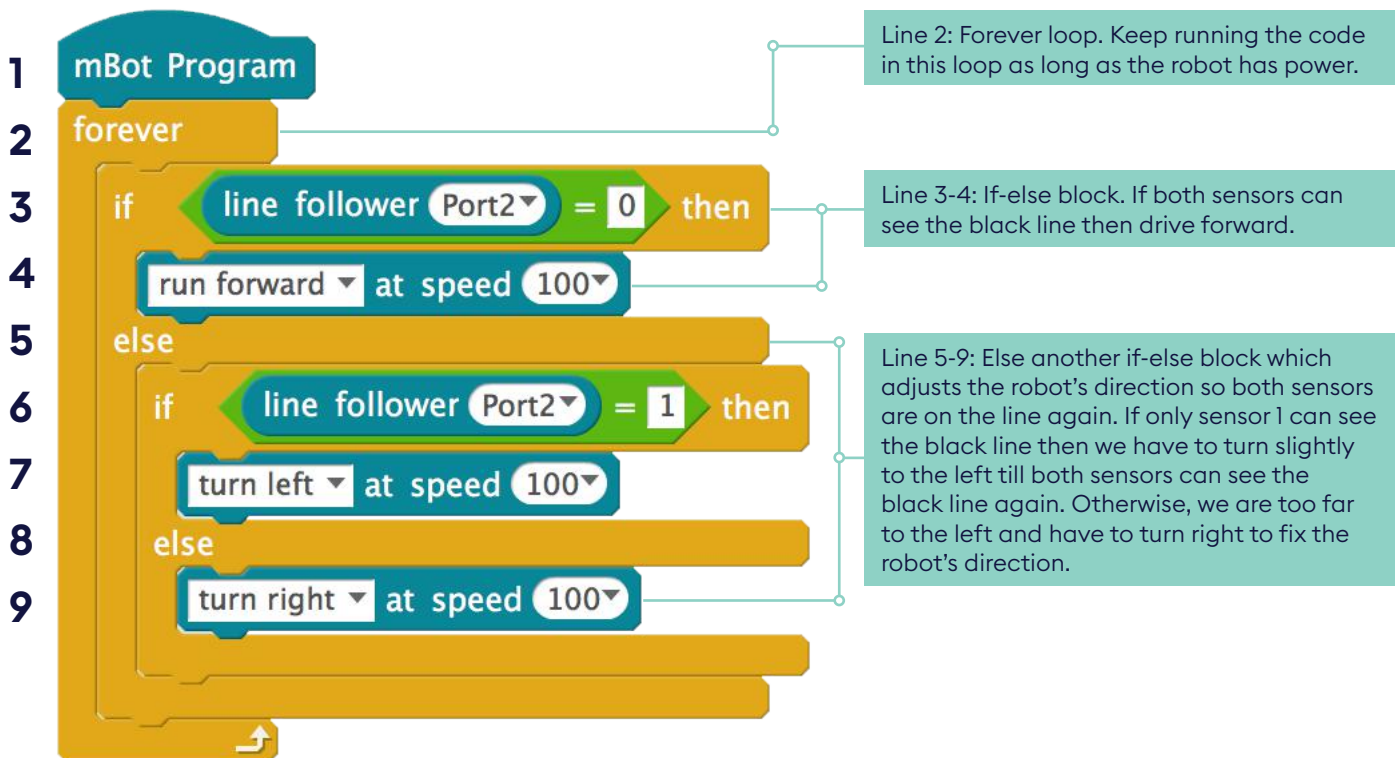 1 mBot Program
2 forever
3 if line follower Port2 = 0 then
4 run forward at speed 100
5 else
6 if line follower Port2 = 1 then
7 turn left at speed 100
8 else
9 turn right at speed 100
Line 2: Forever loop. Keep running the code
in this loop as long as the robot has power.
Line 3-4: If-else block. If both sensors can
see the black line then drive forward.
Line 5-9: Else another if-else block which
adjusts the robot's direction so both sensors
are on the line again. If only sensor 1 can see
the black line then we have to turn slightly
to the left till both sensors can see the
black line again. Otherwise, we are too far
to the left and have to turn right to fix the
robot's direction.